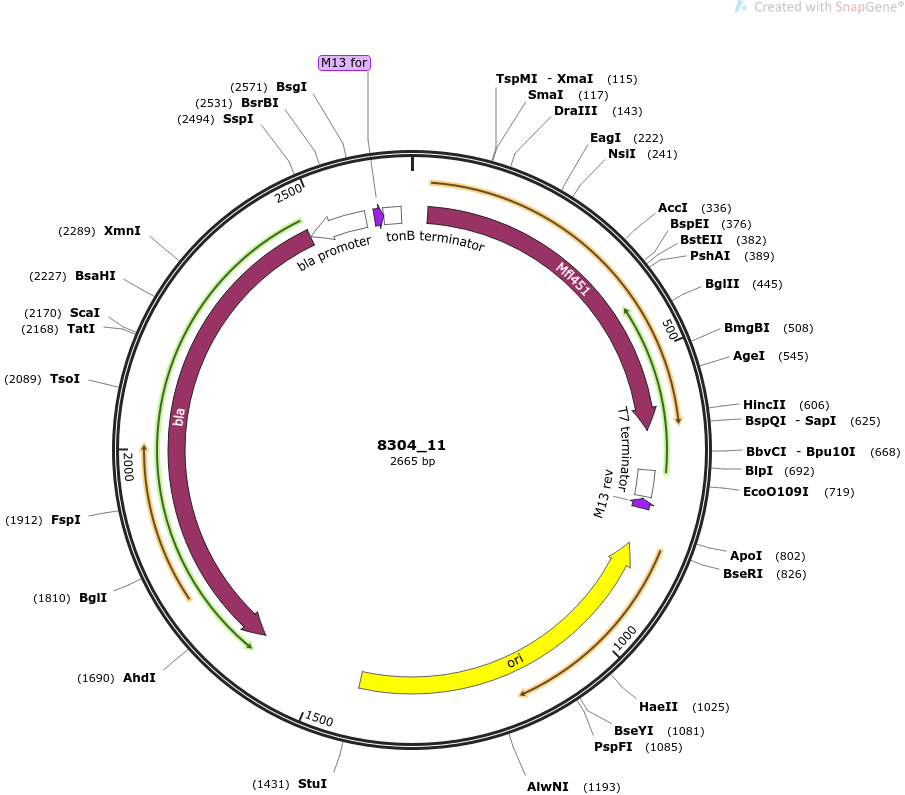 Created with SnapGene®
M13 for
(2571) BsgI
(2531) BsrBI
(2494) SspI
TspMI - XmaI (115)
SmaI (117)
DraIII (143)
EagI (222)
NsiI (241)
2500
bla promoter
tonB terminator
AccI (336)
BspEI (376)
BstEII (382)
PshAI (389)
BglII (445)
(2289) XmnI
(2227) BsaHI
(2170) ScaI
(2168) TatI
(2089) TsoI
Mfl451
500
BmgBI (508)
AgeI (545)
HincII (606)
BspQI - SapI (625)
BbvCI - Bpu10I (668)
BlpI (692)
EcoO109I (719)
bla
8304_11
2665 bp
T7 terminator
M13 rev
2000
(1912) FspI
(1810) BglI
(1690) AhdI
ApoI (802)
BseRI (826)
ori
1000
1500
HaeII (1025)
BseYI (1081)
PspFI (1085)
(1431) StuI
AlwNI (1193)